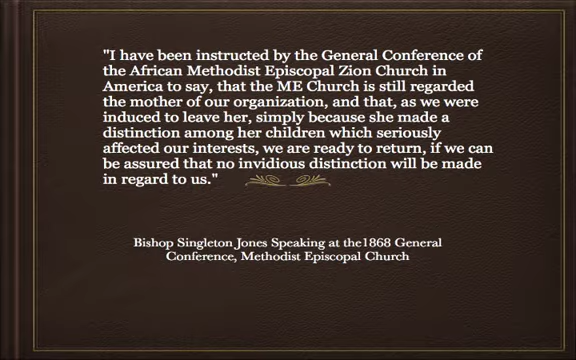 "I have been instructed by the General Conference of
the African Methodist Episcopal Zion Church in
America to say, that the ME Church is still regarded
the mother of our organization, and that, as we were
induced to leave her, simply because she made a
distinction among her children which seriously
affected our interests, we are ready to return, if we can
be assured that no invidious distinction will be made
in regard to us."
Bishop Singleton Jones Speaking at the1868 General
Conference, Methodist Episcopal Church